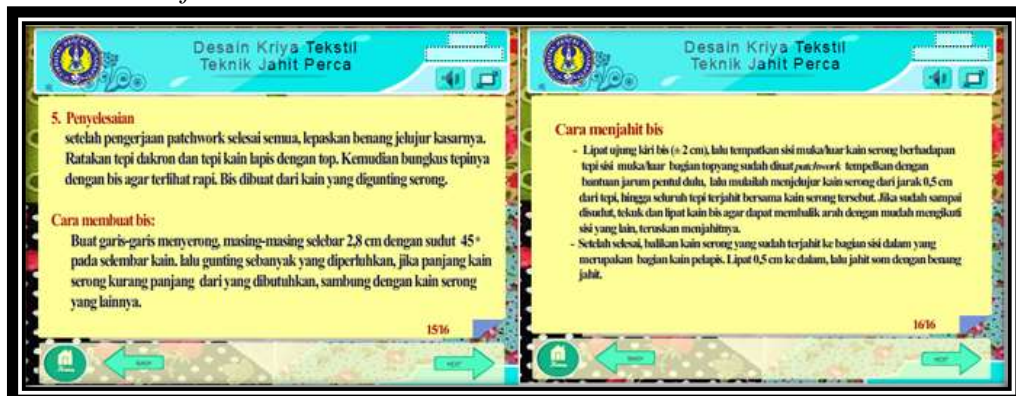 Desain Kriya Tekstil
Teknik Jahit Perca
5. Penyelesaian
setelah pengerjaan patchwork selesai semua, lepaskan benang jelujur kasarnya.
Ratakan tepi dakron dan tepi kain lapis dengan top. Kemudian bungkus tepinya
dengan bis agar terlihat rapi. Bis dibuat dari kain yang digunting serong.
Cara membuat bis:
Buat garis-garis menyerong, masing-masing selebar 2,8 cm dengan sudut 45°
pada selembar kain. lalu gunting sebanyak yang diperluhkan, jika panjang kain
serong kurang panjang dari yang dibutuhkan, sambung dengan kain serong
yang lainnya.
15/16
BACK
NEXT
Desain Kriya Tekstil
Teknik Jahit Perca
Cara menjahit bis
- Lipat ujung kiri bis (± 2 cm), lalu tempatkan sisi muka/luar kain serong berhadapan
tepi sisi muka/luar bagian topyang sudah diuat patchwork tempelkan dengan
bantuan jarum pentul dulu, lalu mulailah menjelujur kain serong dari jarak 0,5 cm
dari tepi, hingga seluruh tepi terjahit bersama kain serong tersebut. Jika sudah sampai
disudut, tekuk dan lipat kain bis agar dapat membalik arah dengan mudah mengikuti
sisi yang lain, teruskan menjahitnya.
- Setelah selesai, balikan kain serong yang sudah terjahit ke bagian sisi dalam yang
merupakan bagian kain pelapis. Lipat 0,5 cm ke dalam, lalu jahit som dengan benang
jahit.
16/16
BACK
NEXT